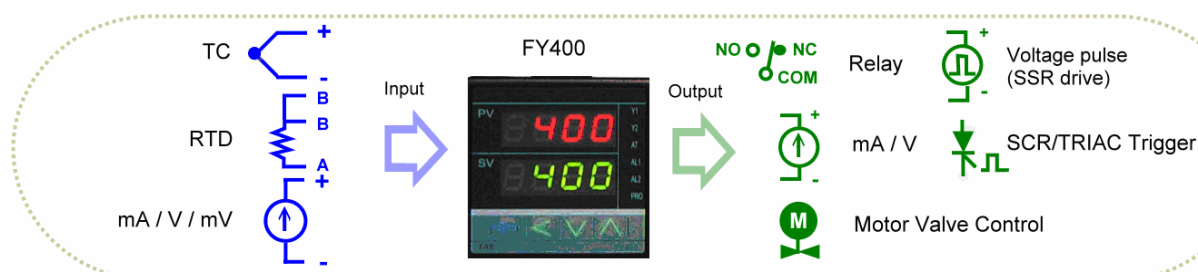 TC
+
-
B
B
RTD
A
+
mA / V / mV
-
Input
FY400
PV
400
SV
400
Y1
Y2
AT
AL1
AL2
PRO
Output
NO
NC
COM
Relay
+
-
Voltage pulse
(SSR drive)
+
-
mA / V
SCR/TRIAC Trigger
M
Motor Valve Control